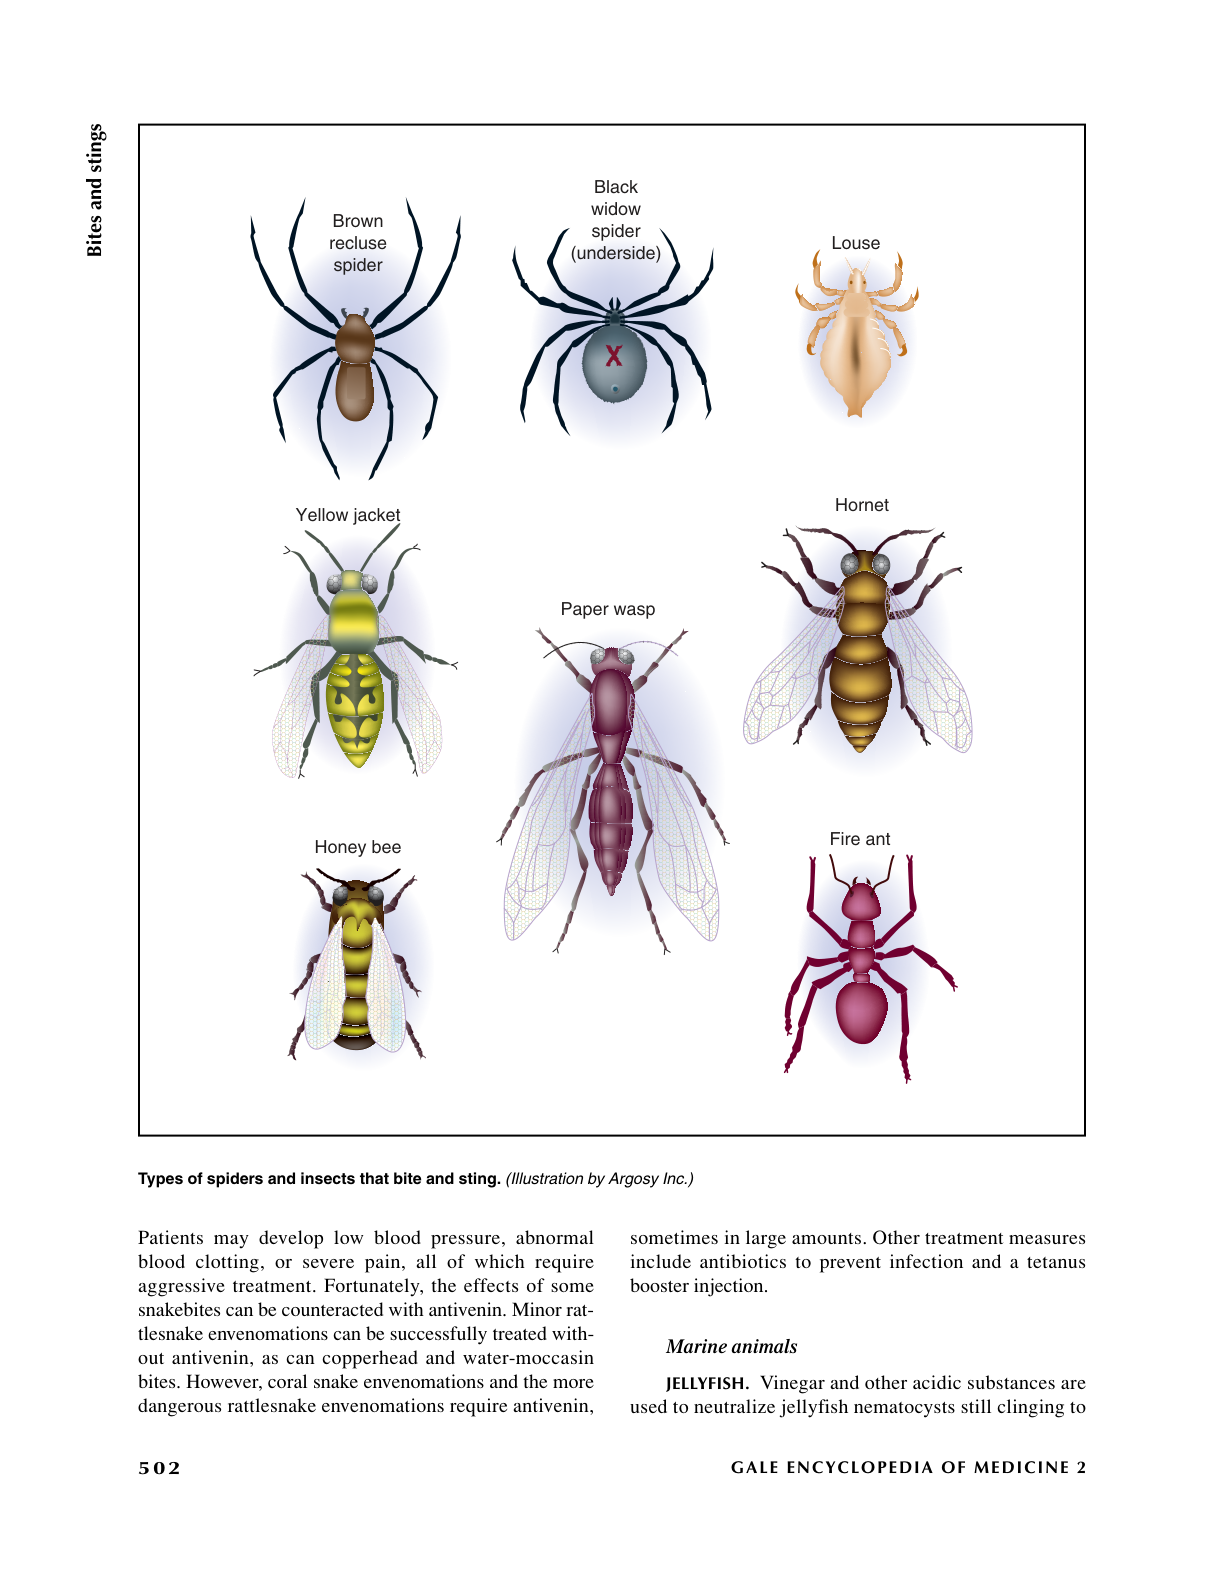 Bites and stings
Brown
recluse
spider
Black
widow
spider
(underside)
Louse
Yellow jacket
Hornet
Paper wasp
Honey bee
Fire ant
Types of spiders and insects that bite and sting. (Illustration by Argosy Inc.)
Patients may develop low blood pressure, abnormal
blood clotting, or severe pain, all of which require
aggressive treatment. Fortunately, the effects of some
snakebites can be counteracted with antivenin. Minor rat-
tlesnake envenomations can be successfully treated with-
out antivenin, as can copperhead and water-moccasin
bites. However, coral snake envenomations and the more
dangerous rattlesnake envenomations require antivenin,
sometimes in large amounts. Other treatment measures
include antibiotics to prevent infection and a tetanus
booster injection.
Marine animals
JELLYFISH. Vinegar and other acidic substances are
used to neutralize jellyfish nematocysts still clinging to
502
GALE ENCYCLOPEDIA OF MEDICINE 2